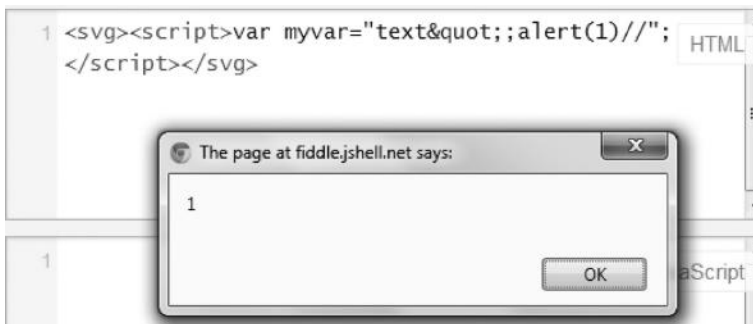 1 <svg><script>var myvar="text&quot;;alert(1)//";
</script></svg>
HTML
The page at fiddle.jshell.net says:
1
OK
1
aScript